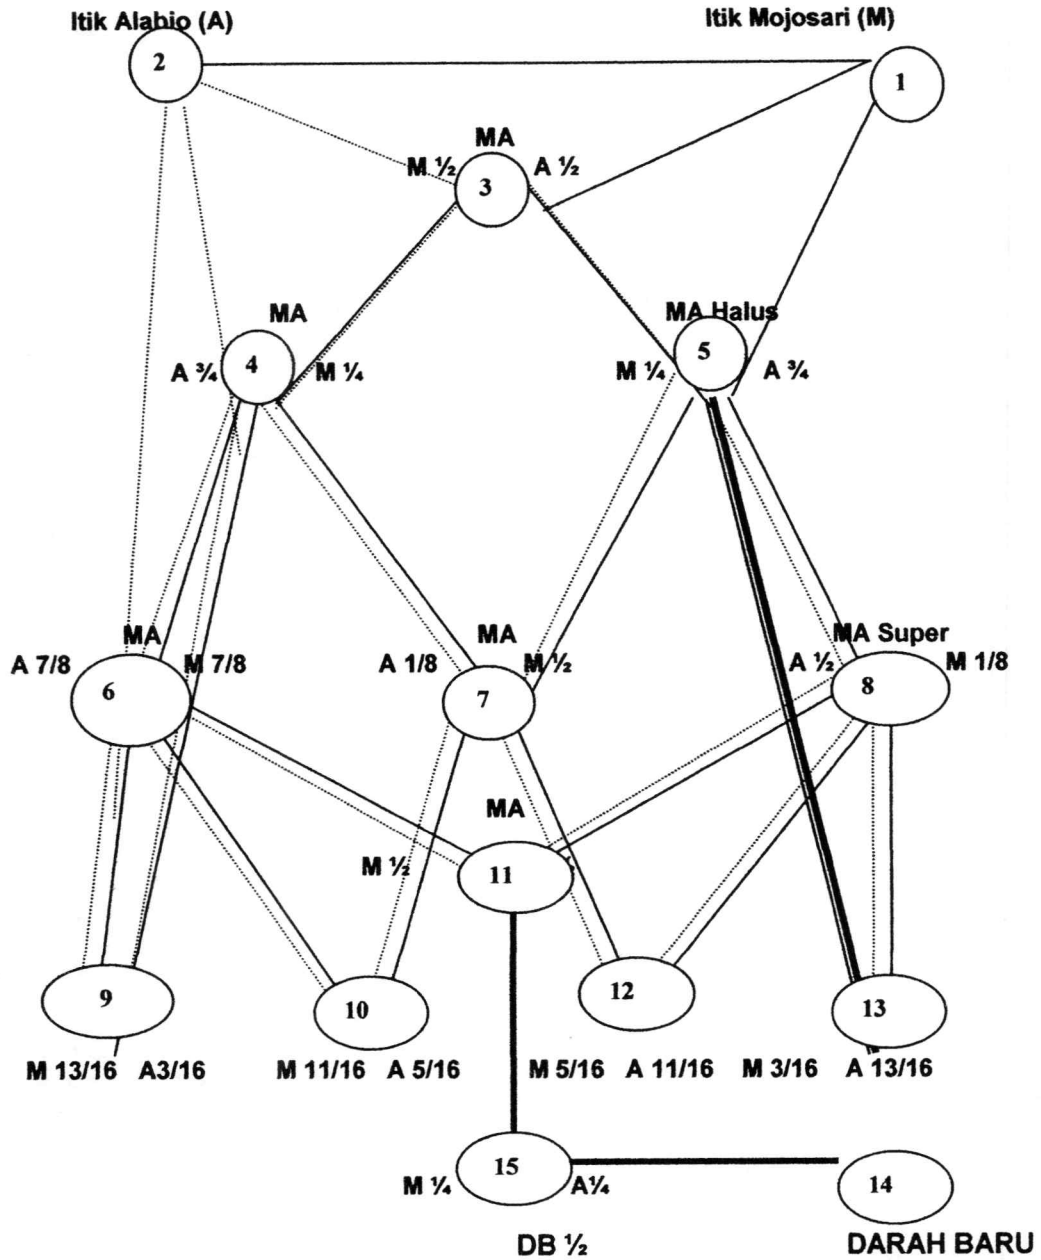 Itik Alabio (A)
Itik Mojosari (M)
2
1
MA
M ½
A ½
3
MA
MA Halus
4
5
A ¾
M ¼
M ¼
A ¾
MA
MA
MA Super
A 7/8
M 7/8
A 1/8
M ½
A ½
M 1/8
6
7
8
MA
M ½
11
9
10
12
13
M 13/16 A3/16
M 11/16 A 5/16
M 5/16 A 11/16
M 3/16 A 13/16
15
14
M ¼
A¼
DB ½
DARAH BARU